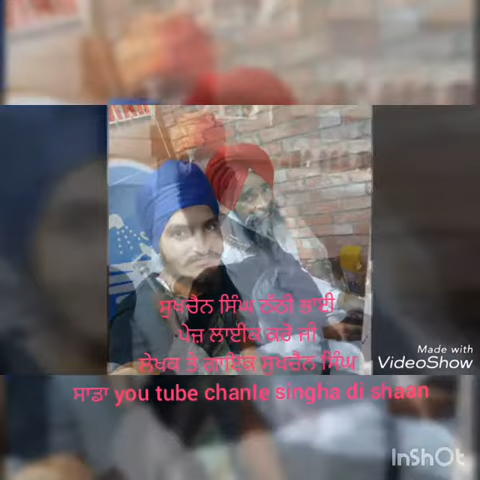 ਸੁਖਚੈਨ ਸਿੰਘ ਨੱਠੀ ਭਾਈ
ਪੇਜ਼ ਲਾਈਕ ਕਰੋ ਜੀ
ਲੇਖਕ ਤੇ ਗਾਇਕ ਸੁਖਚੈਨ ਸਿੰਘ
ਸਾਡਾ you tube chanle singha di shaan
Made with
VideoShow
InShOt